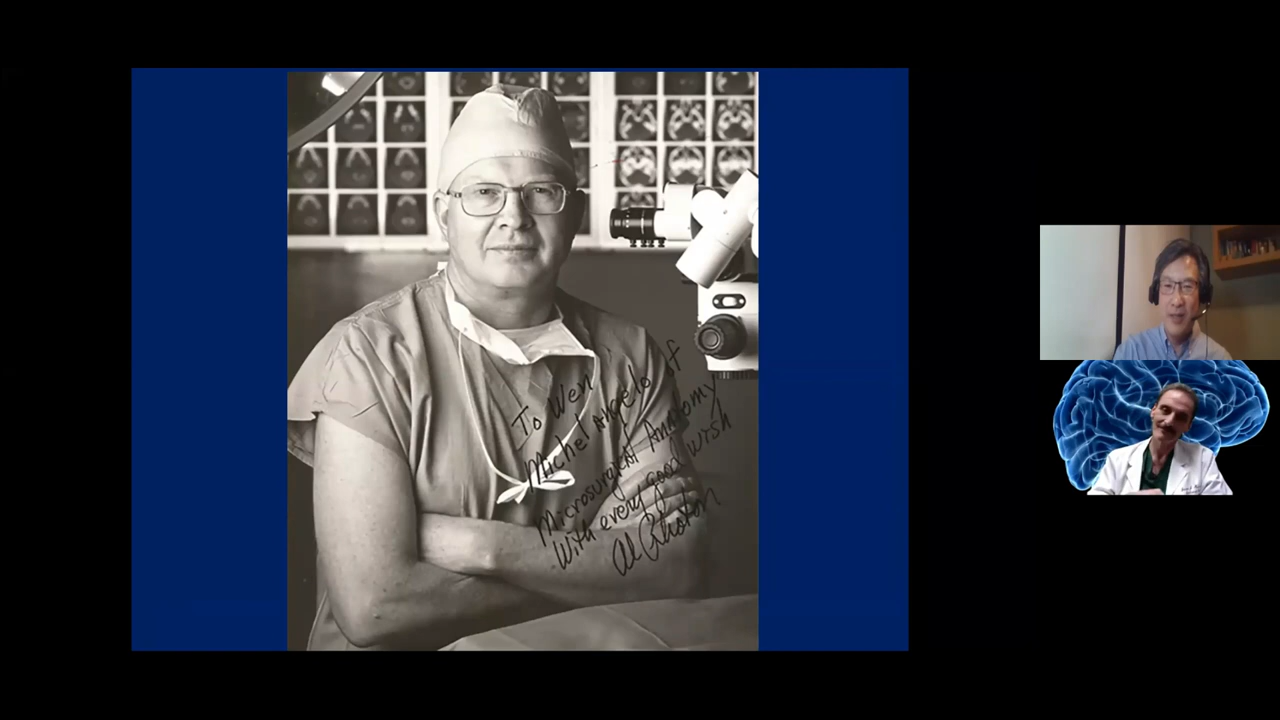 To Wen
Michel Angelo of
Microsurgical Anatomy
With every good wish
Al Rhoton